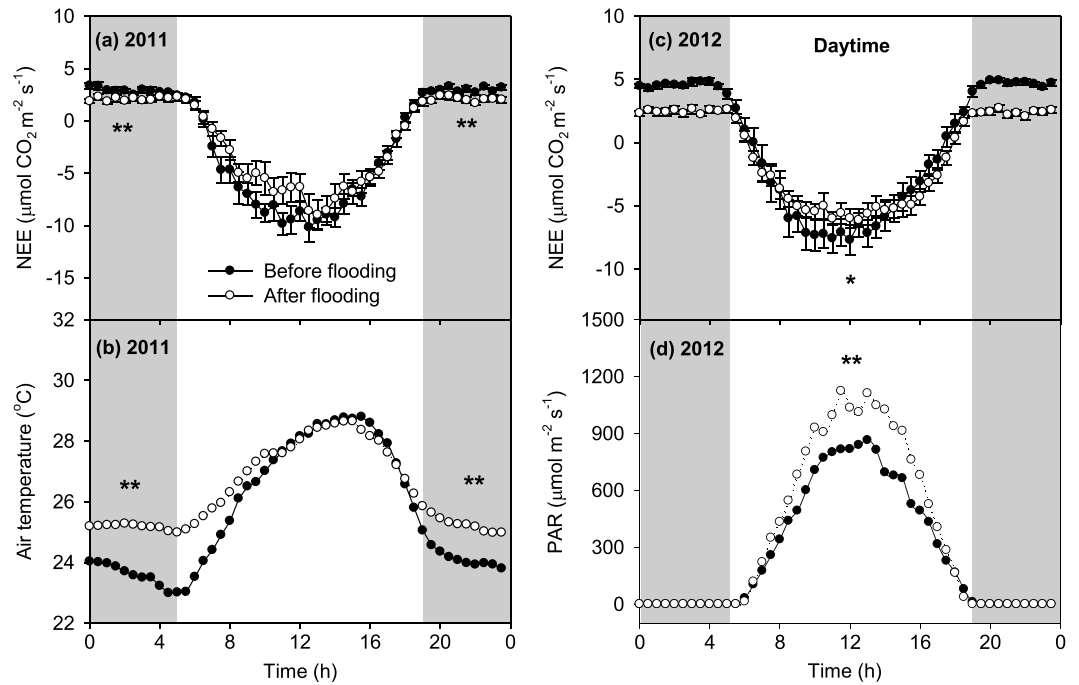 (a) 2011
NEE (μmol CO2 m-2 s-1)
10
5
0
-5
-10
-15
**
**
Before flooding
After flooding
(c) 2012
Daytime
NEE (μmol CO2 m-2 s-1)
10
5
0
-5
-10
*
(b) 2011
Air temperature (oC)
32
30
28
26
24
22
**
**
0 4 8 12 16 20 0
Time (h)
(d) 2012
PAR (μmol m-2 s-1)
1500
1200
900
600
300
0
**
0 4 8 12 16 20 0
Time (h)